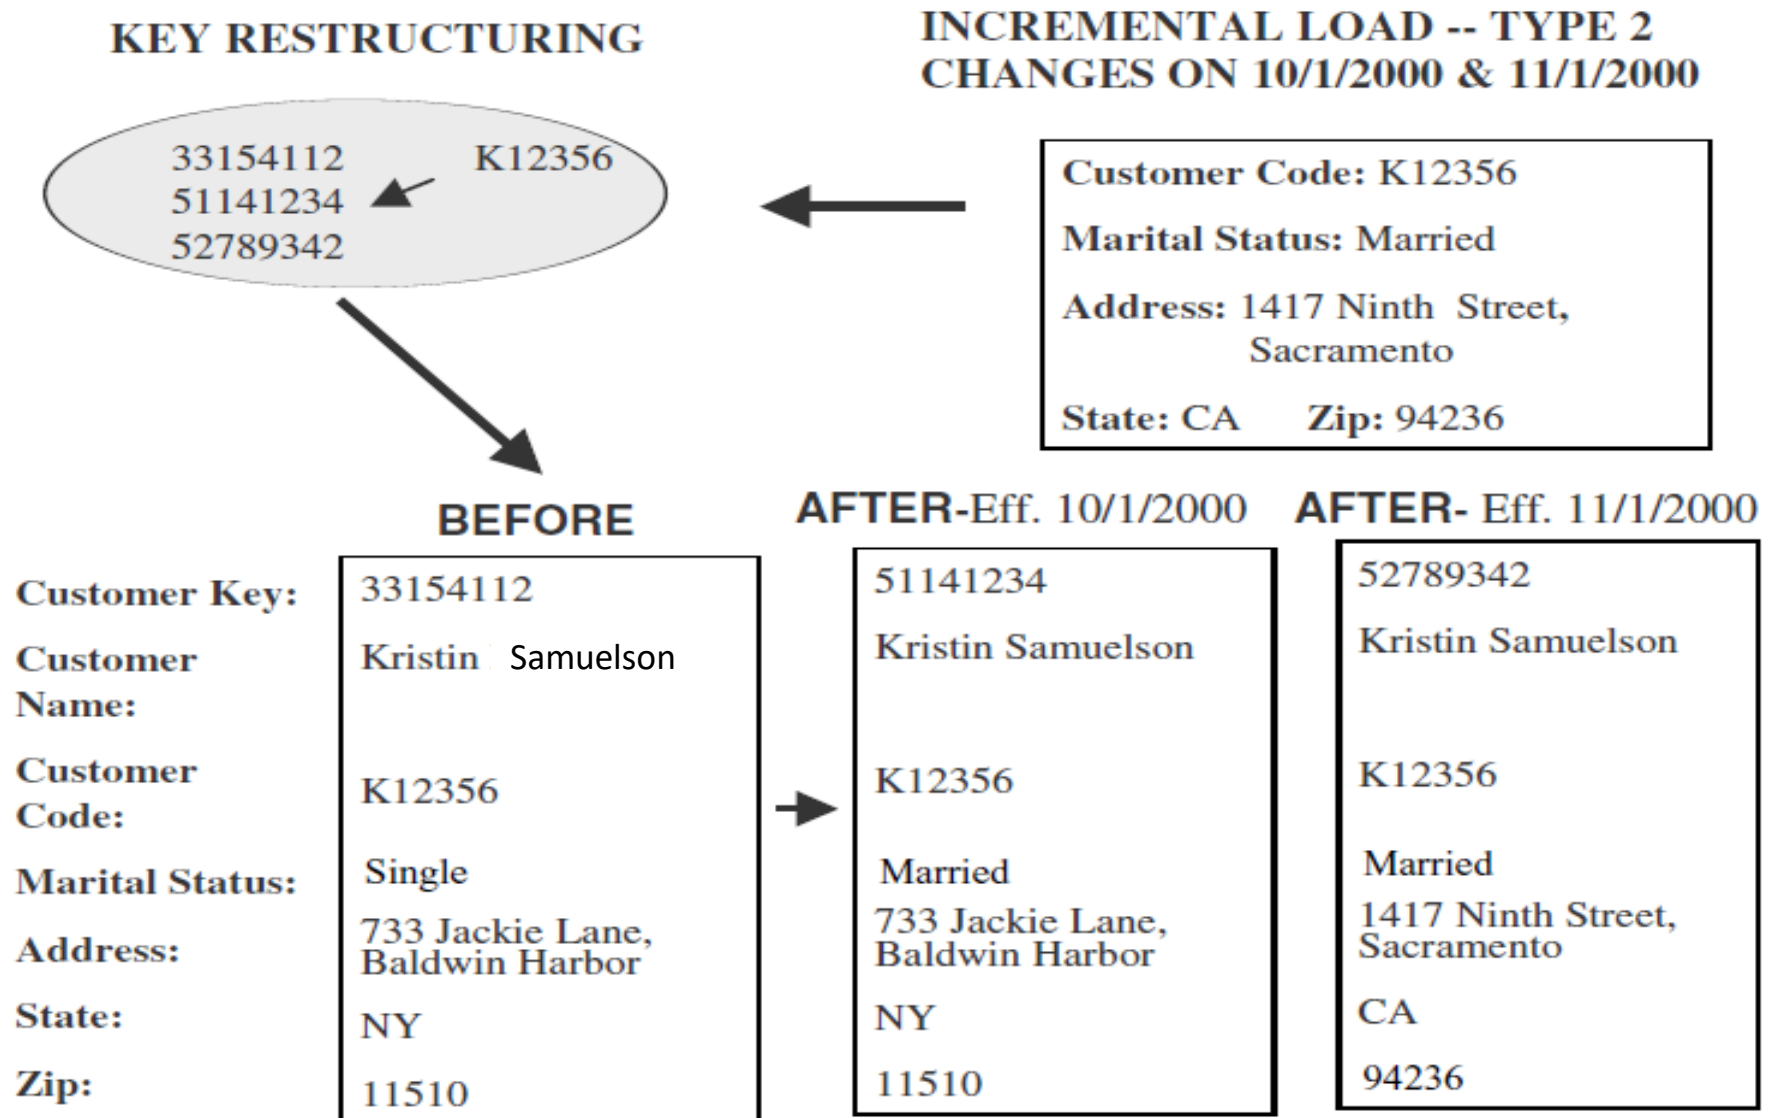 KEY RESTRUCTURING
INCREMENTAL LOAD -- TYPE 2
CHANGES ON 10/1/2000 & 11/1/2000
33154112 K12356
51141234
52789342
Customer Code: K12356
Marital Status: Married
Address: 1417 Ninth Street,
Sacramento
State: CA Zip: 94236
BEFORE
AFTER-Eff. 10/1/2000
AFTER- Eff. 11/1/2000
Customer Key:
33154112
51141234
52789342
Customer
Name:
Kristin Samuelson
Kristin Samuelson
Kristin Samuelson
Customer
Code:
K12356
K12356
K12356
Marital Status:
Single
Married
Married
Address:
733 Jackie Lane,
Baldwin Harbor
733 Jackie Lane,
Baldwin Harbor
1417 Ninth Street,
Sacramento
State:
NY
NY
CA
Zip:
11510
11510
94236